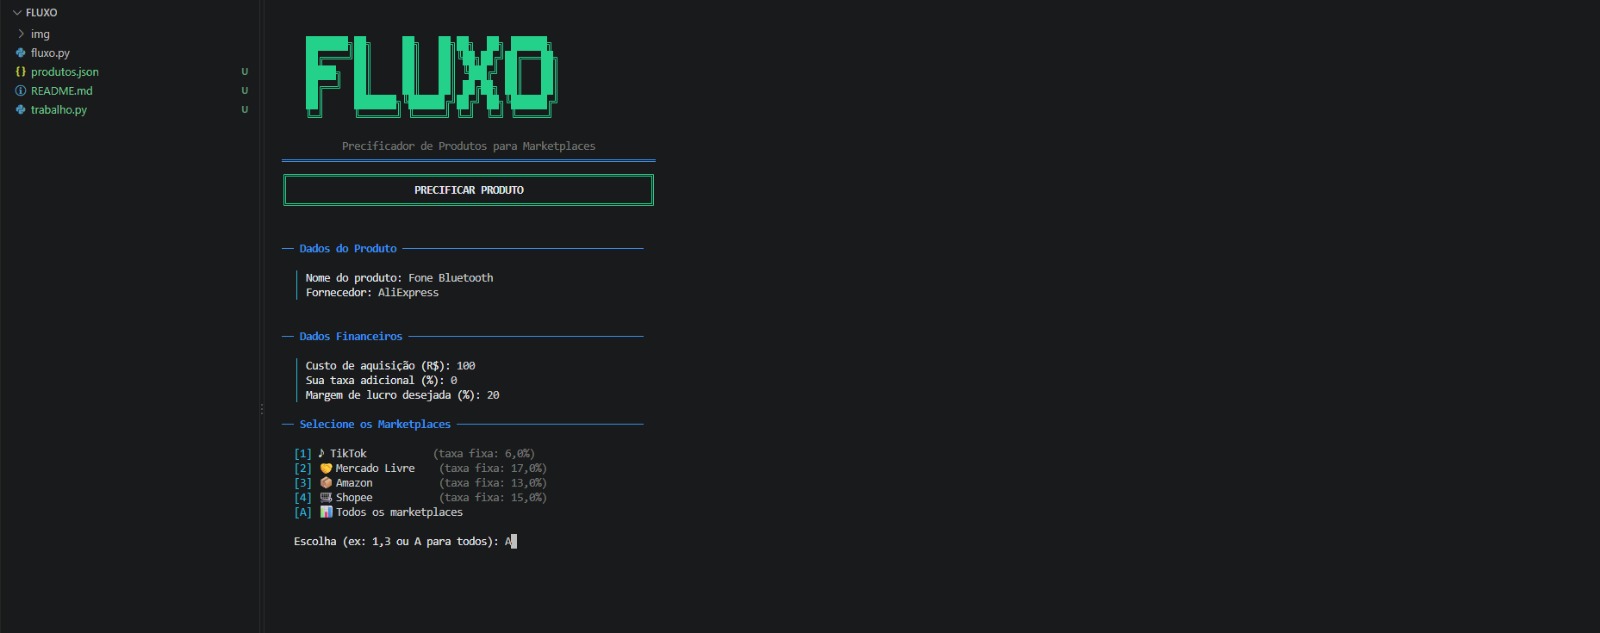 FLUXO
img
fluxo.py
produtos.json U
README.md U
trabalho.py U
FLUXO
Precificador de Produtos para Marketplaces
PRECIFICAR PRODUTO
Dados do Produto
Nome do produto: Fone Bluetooth
Fornecedor: AliExpress
Dados Financeiros
Custo de aquisição (R$): 100
Sua taxa adicional (%): 0
Margem de lucro desejada (%): 20
Selecione os Marketplaces
[1] ♪ TikTok (taxa fixa: 6,0%)
[2] 🤝 Mercado Livre (taxa fixa: 17,0%)
[3] 📦 Amazon (taxa fixa: 13,0%)
[4] 🛒 Shopee (taxa fixa: 15,0%)
[A] 📊 Todos os marketplaces
Escolha (ex: 1,3 ou A para todos): A